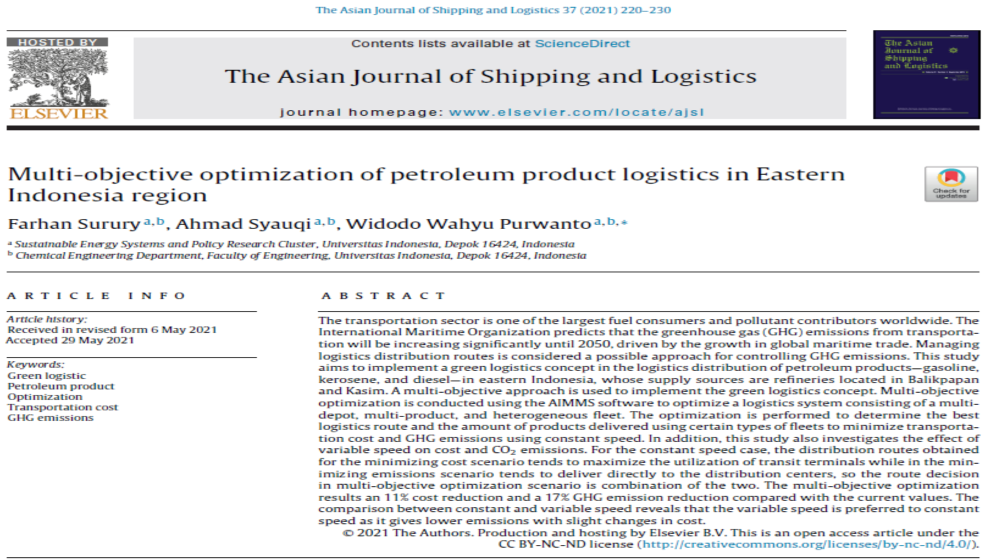 The Asian Journal of Shipping and Logistics 37 (2021) 220–230
HOSTED BY
ELSEVIER
Contents lists available at ScienceDirect
The Asian Journal of Shipping and Logistics
journal homepage: www.elsevier.com/locate/ajsl
The Asian
Journal of
Shipping
and Logistics
Multi-objective optimization of petroleum product logistics in Eastern
Indonesia region
Check for
updates
Farhan Surury a,b, Ahmad Syauqi a,b, Widodo Wahyu Purwanto a,b,*
a Sustainable Energy Systems and Policy Research Cluster, Universitas Indonesia, Depok 16424, Indonesia
b Chemical Engineering Department, Faculty of Engineering, Universitas Indonesia, Depok 16424, Indonesia
ARTICLE INFO
Article history:
Received in revised form 6 May 2021
Accepted 29 May 2021
Keywords:
Green logistic
Petroleum product
Optimization
Transportation cost
GHG emissions
ABSTRACT
The transportation sector is one of the largest fuel consumers and pollutant contributors worldwide. The
International Maritime Organization predicts that the greenhouse gas (GHG) emissions from transporta-
tion will be increasing significantly until 2050, driven by the growth in global maritime trade. Managing
logistics distribution routes is considered a possible approach for controlling GHG emissions. This study
aims to implement a green logistics concept in the logistics distribution of petroleum products—gasoline,
kerosene, and diesel—in eastern Indonesia, whose supply sources are refineries located in Balikpapan
and Kasim. A multi-objective approach is used to implement the green logistics concept. Multi-objective
optimization is conducted using the AIMMS software to optimize a logistics system consisting of a multi-
depot, multi-product, and heterogeneous fleet. The optimization is performed to determine the best
logistics route and the amount of products delivered using certain types of fleets to minimize transporta-
tion cost and GHG emissions using constant speed. In addition, this study also investigates the effect of
variable speed on cost and CO₂ emissions. For the constant speed case, the distribution routes obtained
for the minimizing cost scenario tends to maximize the utilization of transit terminals while in the min-
imizing emissions scenario tends to deliver directly to the distribution centers, so the route decision
in multi-objective optimization scenario is combination of the two. The multi-objective optimization
results an 11% cost reduction and a 17% GHG emission reduction compared with the current values. The
comparison between constant and variable speed reveals that the variable speed is preferred to constant
speed as it gives lower emissions with slight changes in cost.
© 2021 The Authors. Production and hosting by Elsevier B.V. This is an open access article under the
CC BY-NC-ND license (http://creativecommons.org/licenses/by-nc-nd/4.0/).